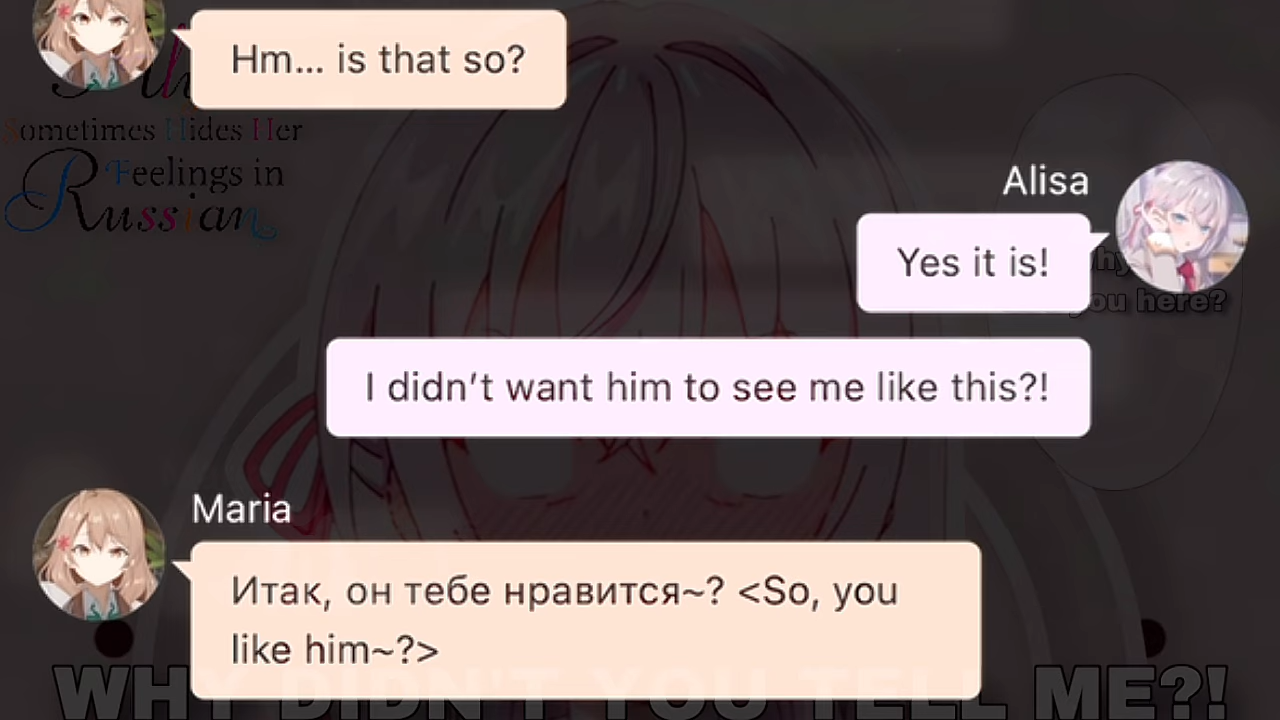 Hm... is that so?
Sometimes Hides Her
Feelings in
Russian
Alisa
Yes it is!
you here?
I didn't want him to see me like this?!
Maria
Итак, он тебе нравится~? <So, you
like him~?>
WHY DIDN'T YOU TELL ME?!